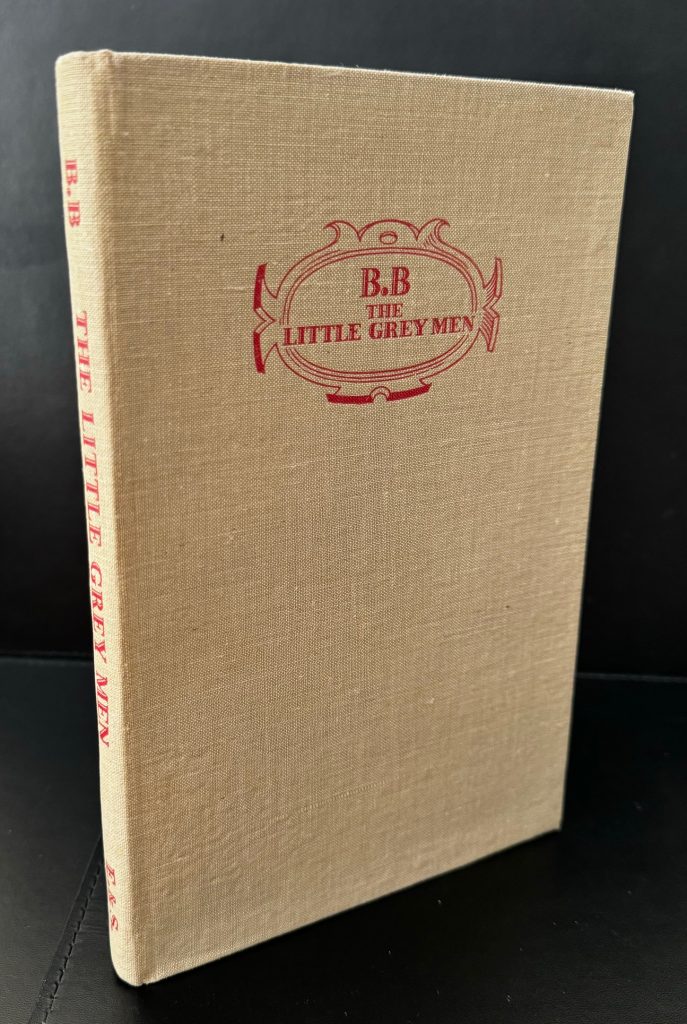 B.B
THE LITTLE GREY MEN
E&S
B.B
THE
LITTLE GREY MEN